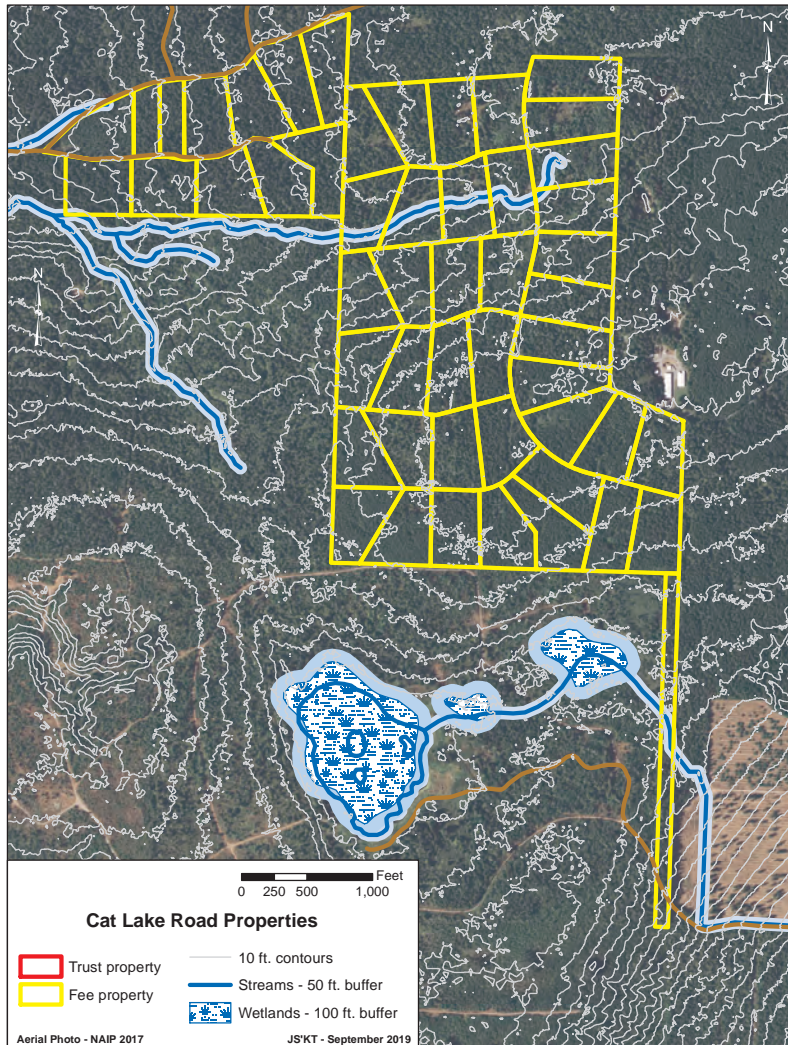 N
N
Feet
0 250 500 1,000
Cat Lake Road Properties
Trust property
Fee property
10 ft. contours
Streams - 50 ft. buffer
Wetlands - 100 ft. buffer
Aerial Photo - NAIP 2017
JS'KT - September 2019